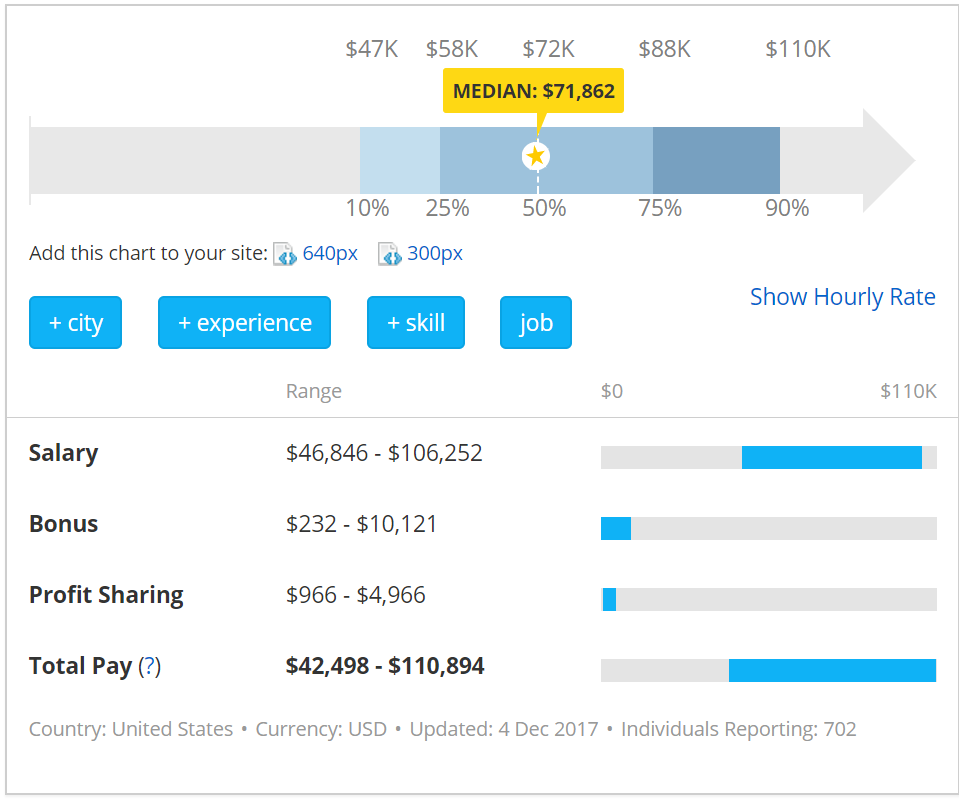 $47K $58K $72K $88K $110K
MEDIAN: $71,862
10% 25% 50% 75% 90%
Add this chart to your site: 640px 300px
Show Hourly Rate
+ city + experience + skill job
Range $0 $110K
Salary $46,846 - $106,252
Bonus $232 - $10,121
Profit Sharing $966 - $4,966
Total Pay (?) $42,498 - $110,894
Country: United States • Currency: USD • Updated: 4 Dec 2017 • Individuals Reporting: 702